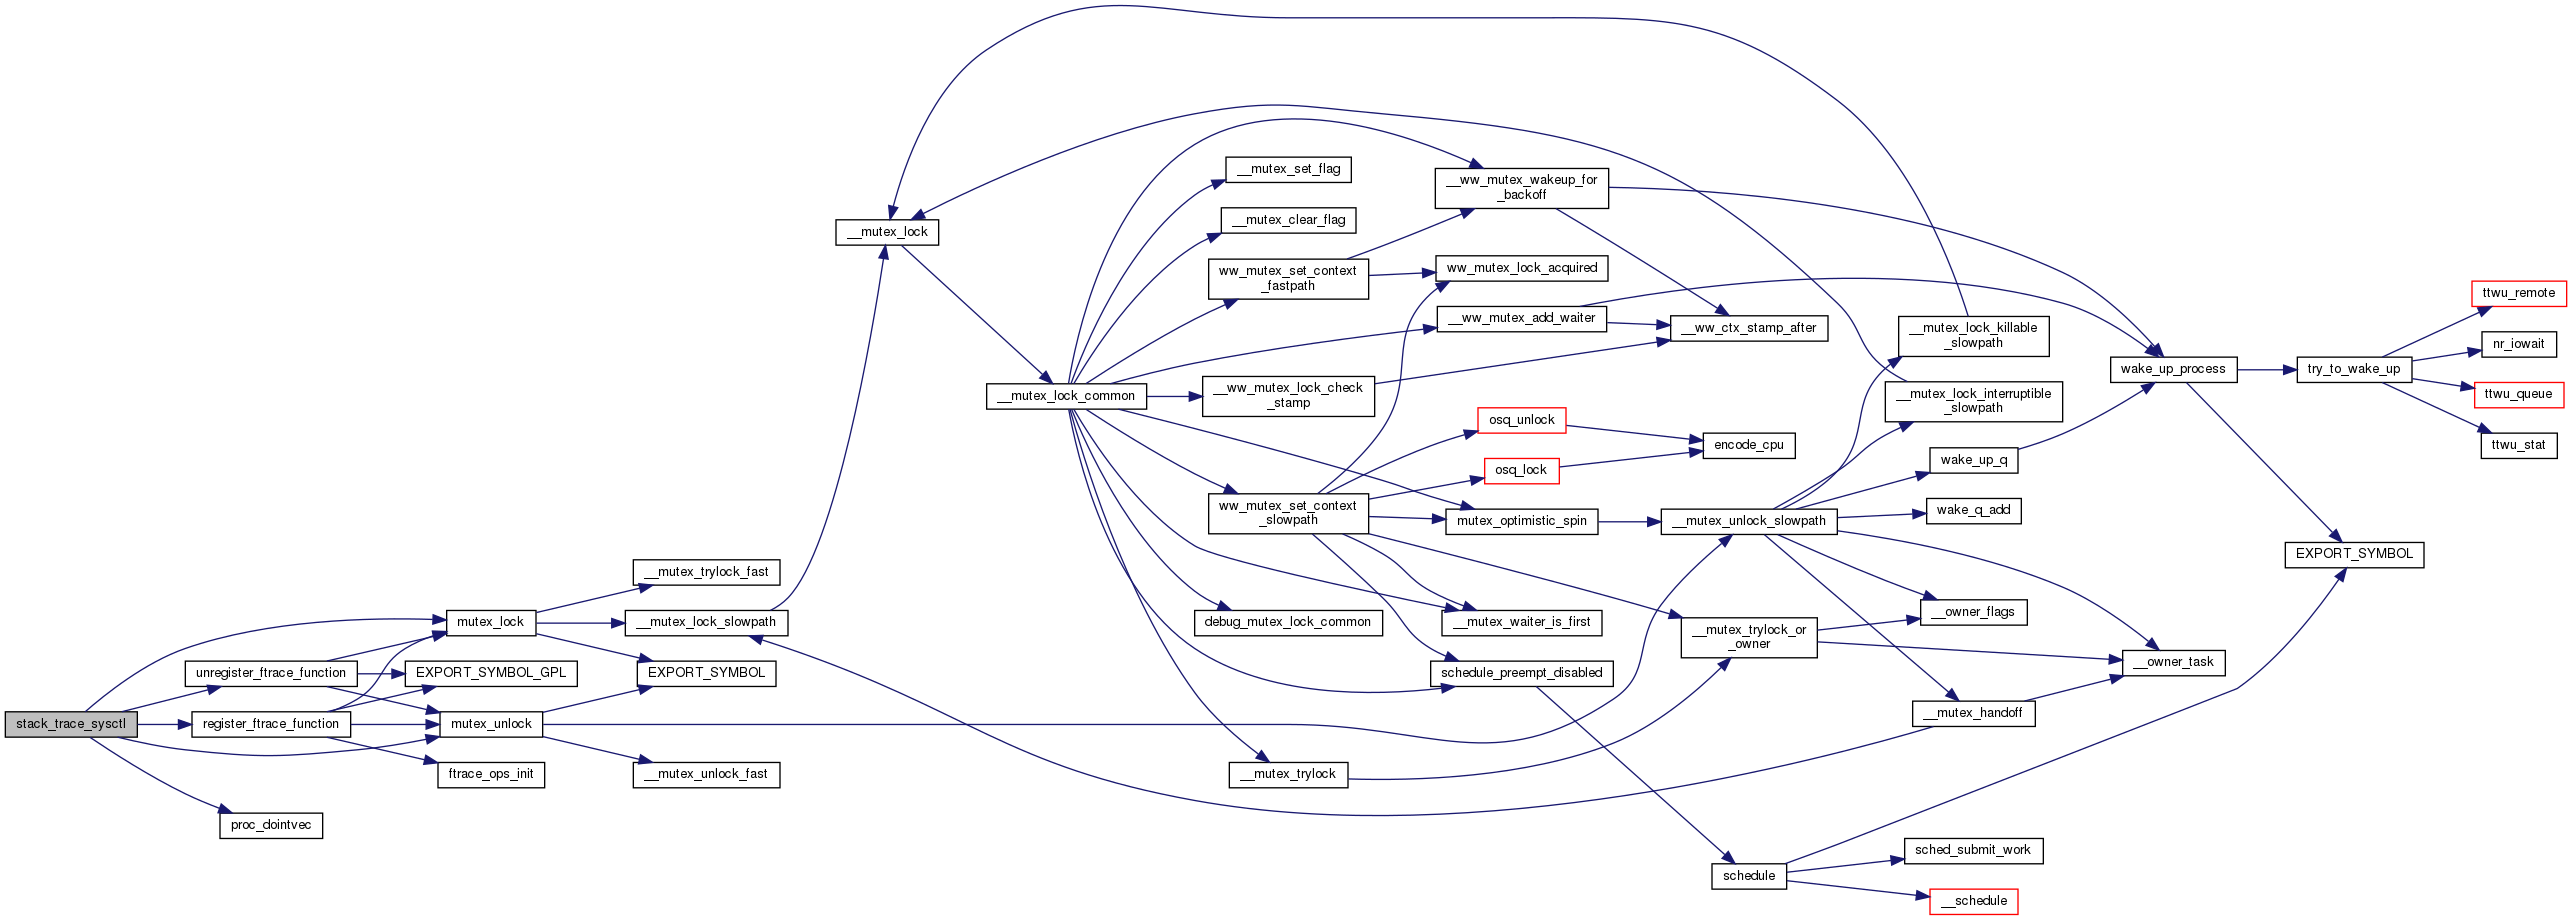 stack_trace_sysctl
unregister_ftrace_function
register_ftrace_function
proc_dointvec
mutex_lock
EXPORT_SYMBOL_GPL
mutex_unlock
ftrace_ops_init
__mutex_trylock_fast
__mutex_lock_slowpath
EXPORT_SYMBOL
__mutex_unlock_fast
__mutex_lock
__mutex_lock_common
__mutex_set_flag
__mutex_clear_flag
ww_mutex_set_context
_fastpath
__ww_mutex_lock_check
_stamp
ww_mutex_set_context
_slowpath
debug_mutex_lock_common
__mutex_trylock
__ww_mutex_wakeup_for
_backoff
ww_mutex_lock_acquired
__ww_mutex_add_waiter
osq_unlock
osq_lock
mutex_optimistic_spin
__mutex_waiter_is_first
schedule_preempt_disabled
__ww_ctx_stamp_after
encode_cpu
__mutex_unlock_slowpath
__mutex_trylock_or
_owner
schedule
__mutex_lock_killable
_slowpath
__mutex_lock_interruptible
_slowpath
wake_up_q
wake_q_add
__owner_flags
__mutex_handoff
sched_submit_work
__schedule
wake_up_process
__owner_task
try_to_wake_up
EXPORT_SYMBOL
ttwu_remote
nr_iowait
ttwu_queue
ttwu_stat